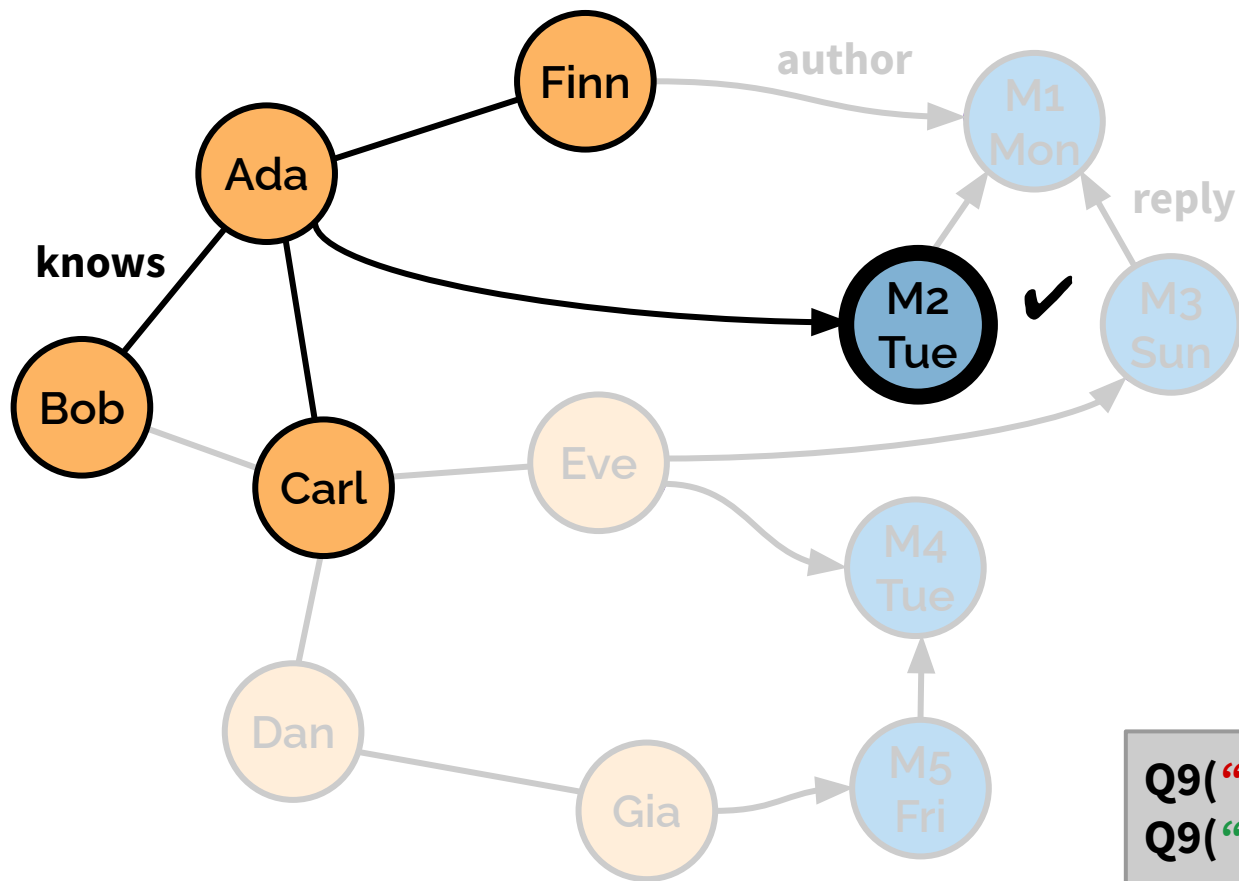 Finn
author
M1
Mon
Ada
reply
knows
M2
Tue
✔
M3
Sun
Bob
Eve
Carl
M4
Tue
Dan
M5
Fri
Gia
Q9(“
Q9(“